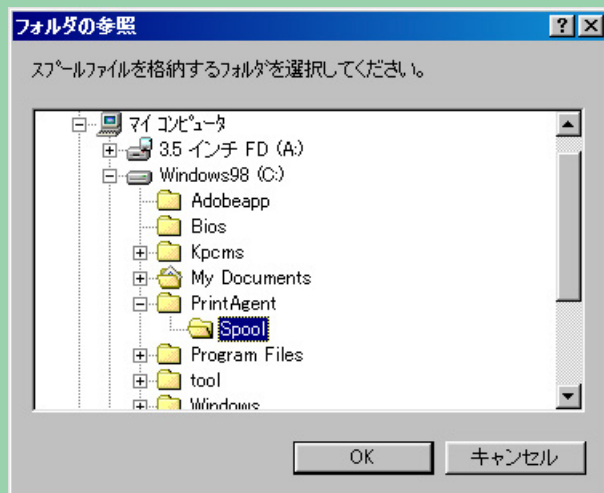 フォルダの参照
スプールファイルを格納するフォルダを選択してください。
マイ コンピュータ
3.5 インチ FD (A:)
Windows98 (C:)
Adobeapp
Bios
Kpcms
My Documents
PrintAgent
Spool
Program Files
tool
Windows
OK キャンセル